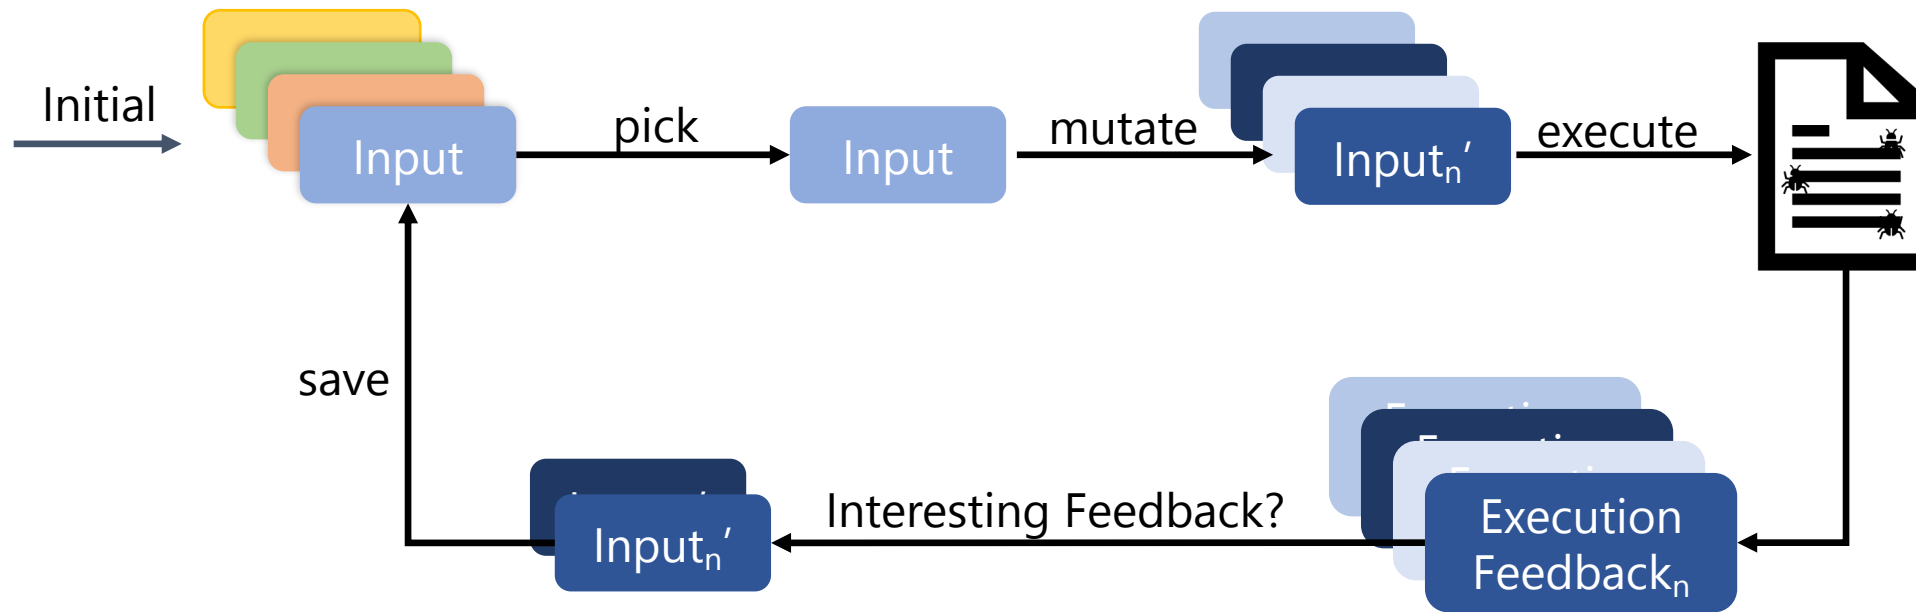 Initial
Input
pick
Input
mutate
Inputₙ′
execute
save
Inputₙ′
Interesting Feedback?
Execution
Feedbackₙ